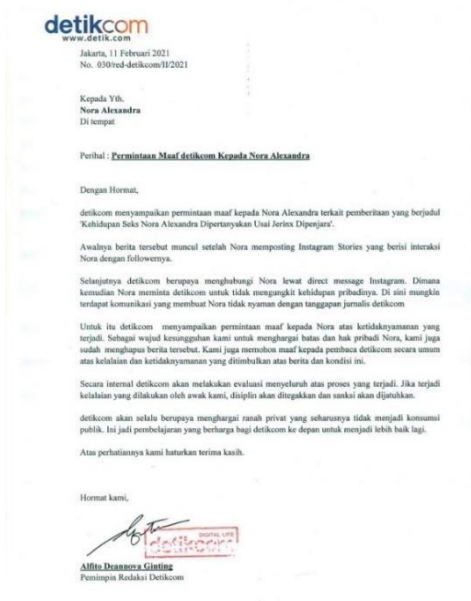 detikcom
www.detik.com
Jakarta, 11 Februari 2021
No. 030/red-detikcom/II/2021
Kepada Yth.
Nora Alexandra
Di tempat
Perihal : Permintaan Maaf detikcom Kepada Nora Alexandra
Dengan Hormat,
detikcom menyampaikan permintaan maaf kepada Nora Alexandra terkait pemberitaan yang berjudul
'Kehidupan Seks Nora Alexandra Dipertanyakan Usai Jerinx Dipenjara'.
Awalnya berita tersebut muncul setelah Nora memposting Instagram Stories yang berisi interaksi
Nora dengan followernya.
Selanjutnya detikcom berupaya menghubungi Nora lewat direct message Instagram. Dimana
kemudian Nora meminta detikcom untuk tidak mengungkit kehidupan pribadinya. Di sini mungkin
terdapat komunikasi yang membuat Nora tidak nyaman dengan tanggapan jurnalis detikcom
Untuk itu detikcom menyampaikan permintaan maaf kepada Nora atas ketidaknyamanan yang
terjadi. Sebagai wujud kesungguhan kami untuk menghargai batas dan hak pribadi Nora, kami juga
sudah menghapus berita tersebut. Kami juga memohon maaf kepada pembaca detikcom secara umum
atas kelalaian dan ketidaknyamanan yang ditimbulkan atas berita dan kondisi ini.
Secara internal detikcom akan melakukan evaluasi menyeluruh atas proses yang terjadi. Jika terjadi
kelalaian yang dilakukan oleh awak kami, disiplin akan ditegakkan dan sanksi akan dijatuhkan.
detikcom akan selalu berupaya menghargai ranah privat yang seharusnya tidak menjadi konsumsi
publik. Ini jadi pembelajaran yang berharga bagi detikcom ke depan untuk menjadi lebih baik lagi.
Atas perhatiannya kami haturkan terima kasih.
Hormat kami,
DIGITAL LIFE
detikcom
Alfito Deannova Ginting
Pemimpin Redaksi Detikcom